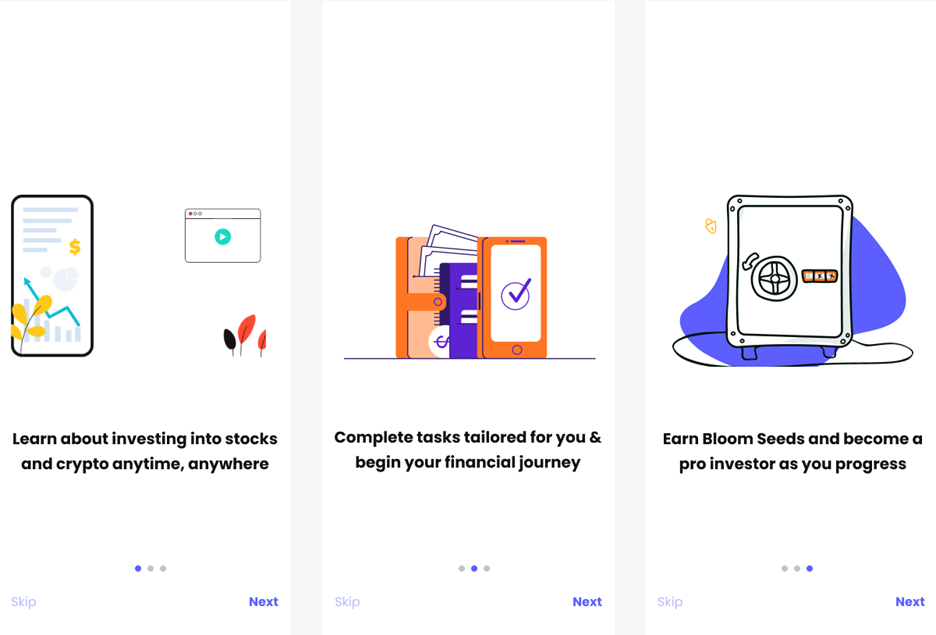 Learn about investing into stocks
and crypto anytime, anywhere
Skip
Next
Complete tasks tailored for you &
begin your financial journey
Skip
Next
Earn Bloom Seeds and become a
pro investor as you progress
Skip
Next